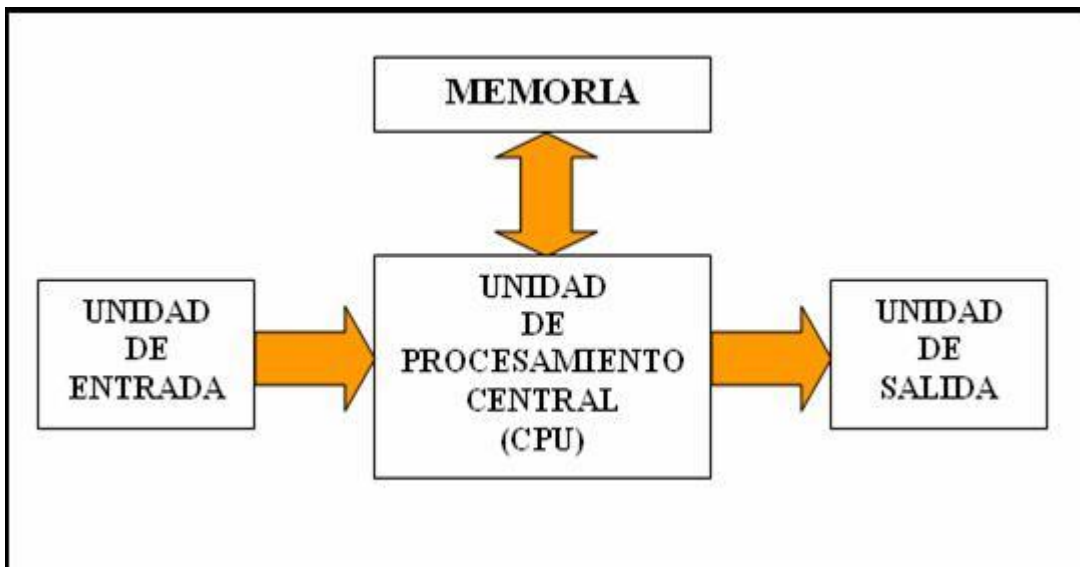 MEMORIA
UNIDAD
DE
ENTRADA
UNIDAD
DE
PROCESAMIENTO
CENTRAL
(CPU)
UNIDAD
DE
SALIDA